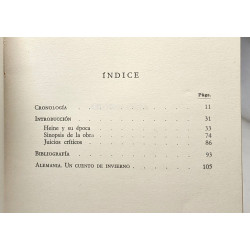 ÍNDICE
Págs.
CRONOLOGÍA . . . . . . . . . . 11
INTRODUCCIÓN . . . . . . . . . . 31
Heine y su época . . . . . . . . 33
Sinopsis de la obra . . . . . . . . 74
Juicios críticos . . . . . . . . 86
BIBLIOGRAFÍA . . . . . . . . . . 93
ALEMANIA. UN CUENTO DE INVIERNO . . . . . 105